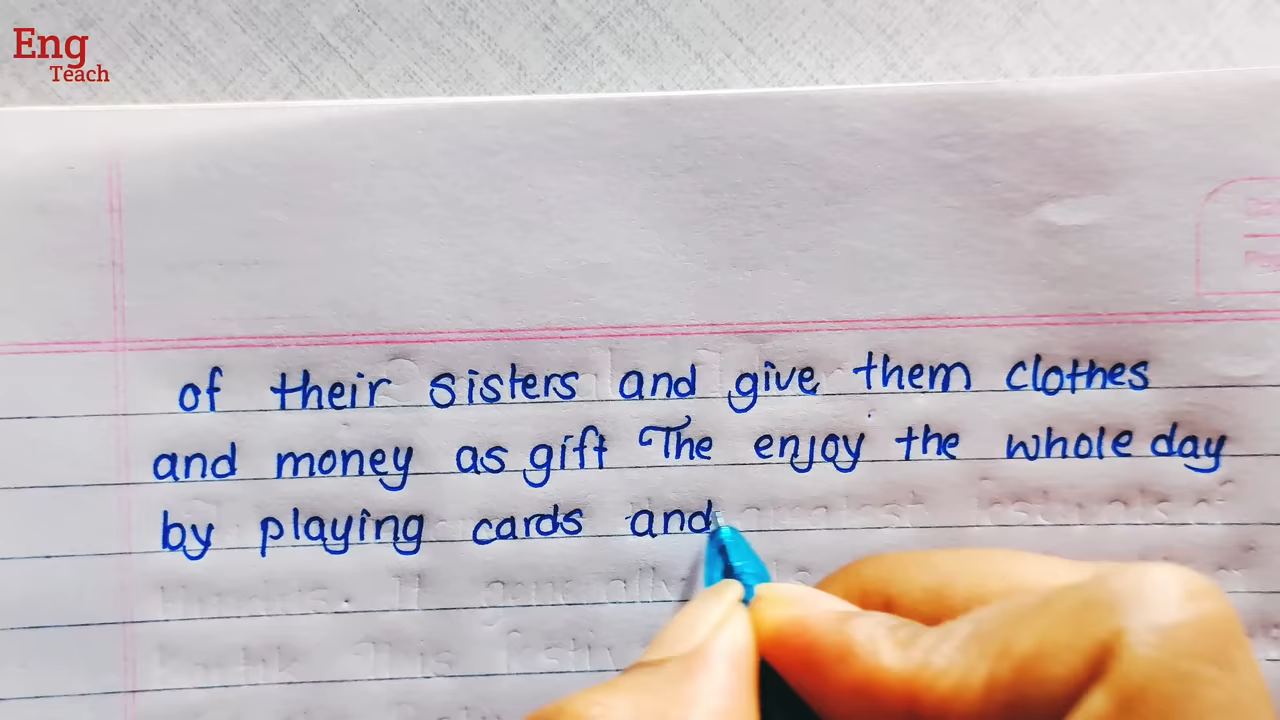 Eng
Teach
of their sisters and give them clothes
and money as gift The enjoy the whole day
by playing cards and